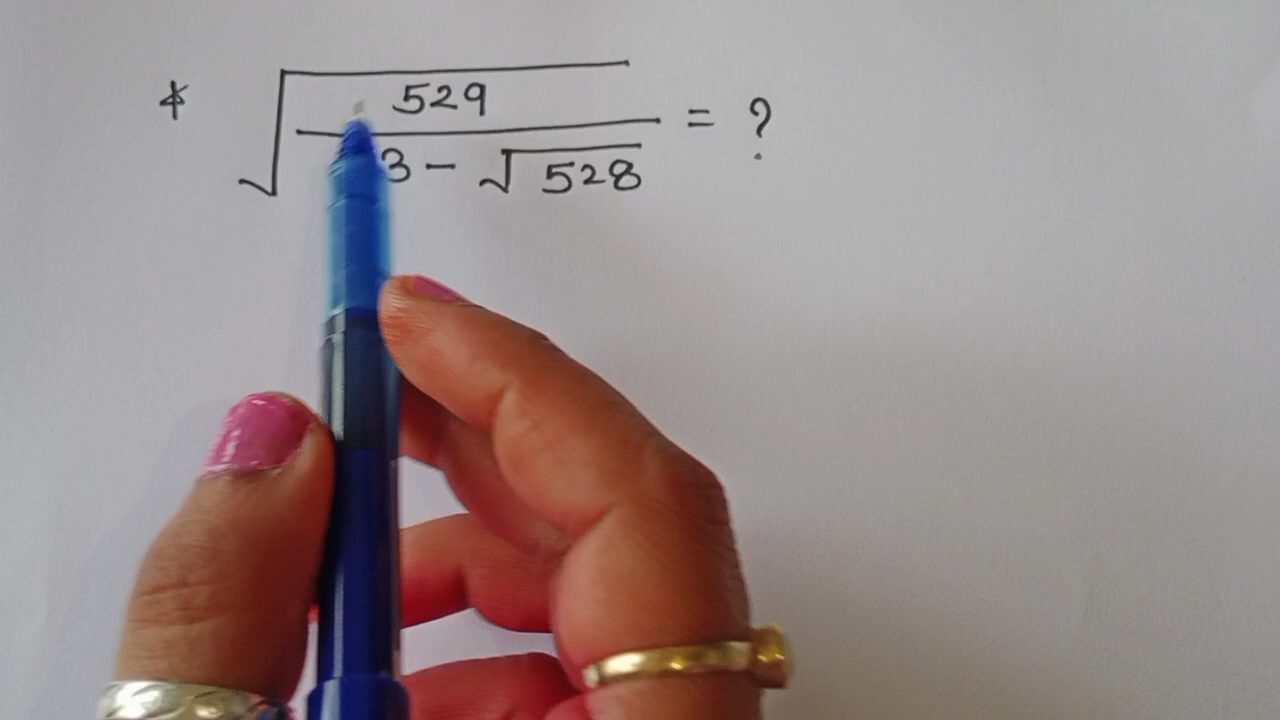 * √(529 / (3 - √528)) = ?